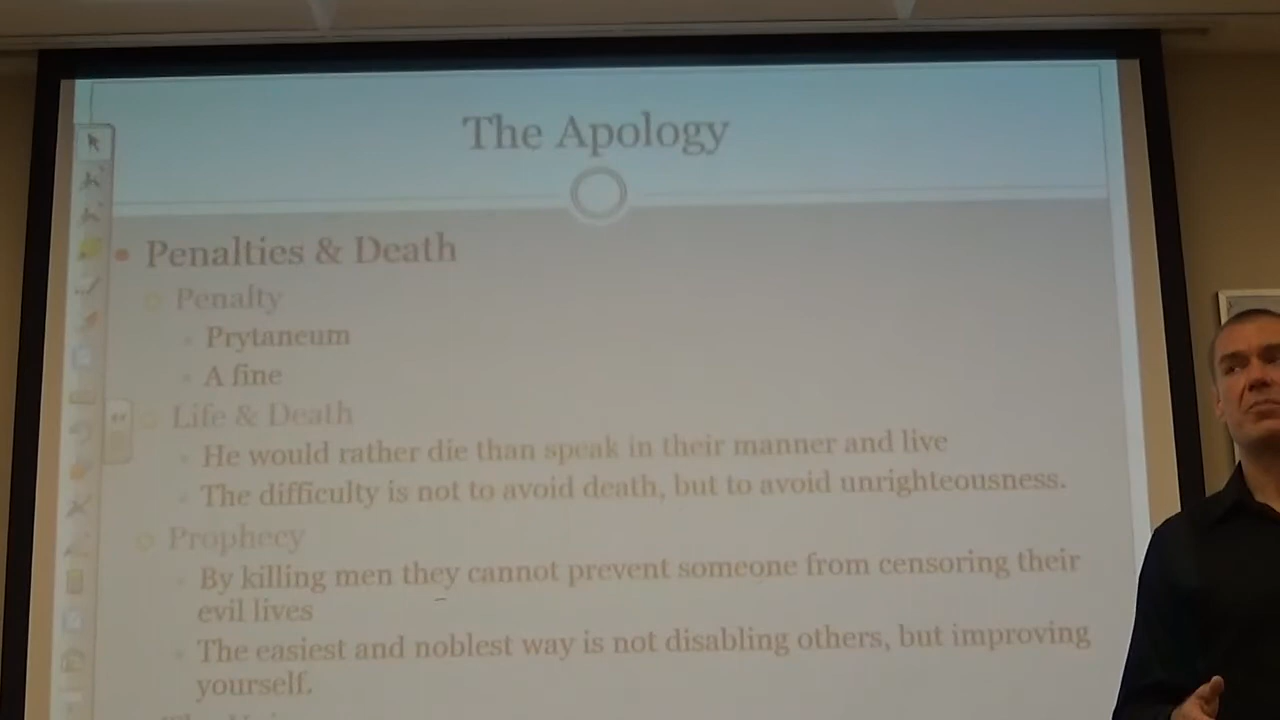 The Apology
Penalties & Death
Penalty
Prytaneum
A fine
Life & Death
He would rather die than speak in their manner and live
The difficulty is not to avoid death, but to avoid unrighteousness.
Prophecy
By killing men they cannot prevent someone from censoring their
evil lives
The easiest and noblest way is not disabling others, but improving
yourself.